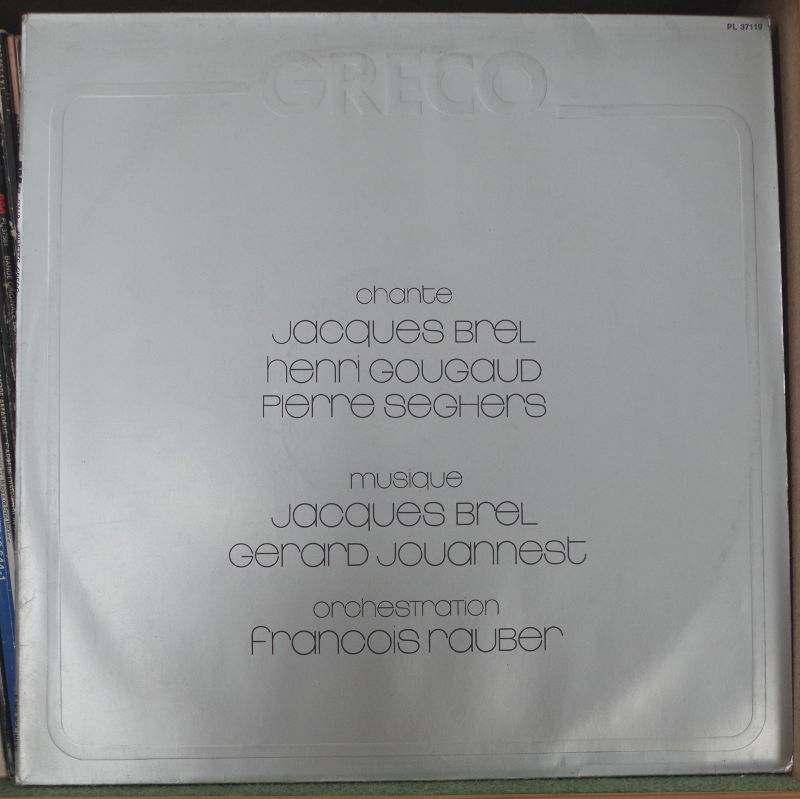 PL 37119
GRECO
chante
Jacques Brel
Henri Gougaud
Pierre Seghers
musique
Jacques Brel
Gerard Jouannest
orchestration
Francois Rauber